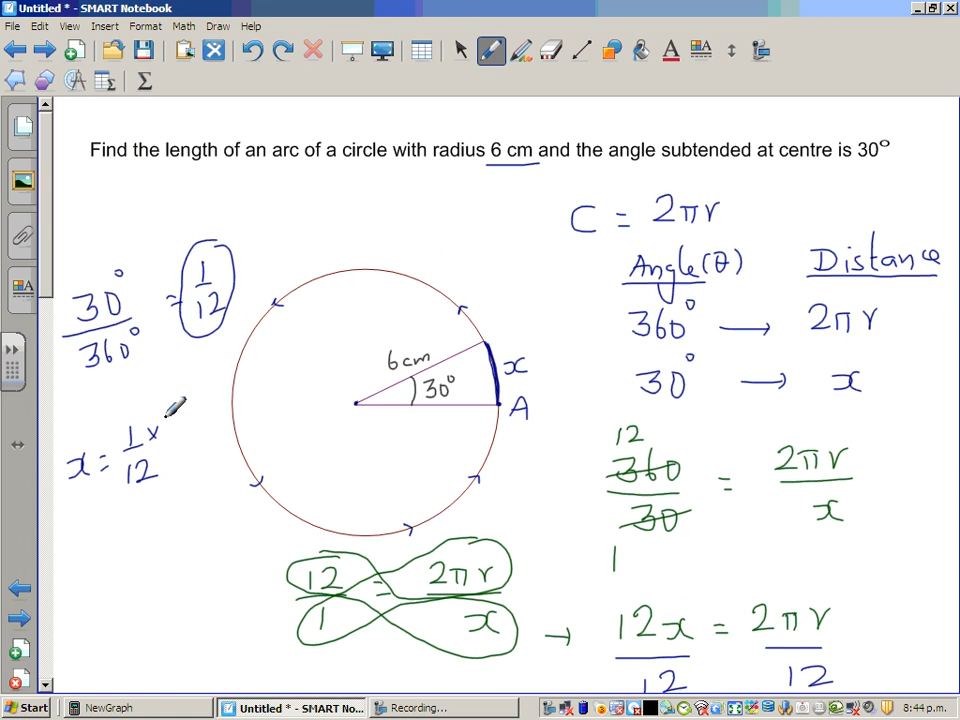 Untitled * - SMART Notebook
File Edit View Insert Format Math Draw Help
Find the length of an arc of a circle with radius 6 cm and the angle subtended at centre is 30°
C = 2πr
Angle(θ) Distance
360° → 2πr
30° → x
30°/360° = 1/12
6cm
30°
x
A
x = 1/12 ×
12
360/30 = 2πr/x
1
12/1 = 2πr/x
→ 12x/12 = 2πr/12
Start NewGraph Untitled * - SMART No... Recording... 8:44 p.m.